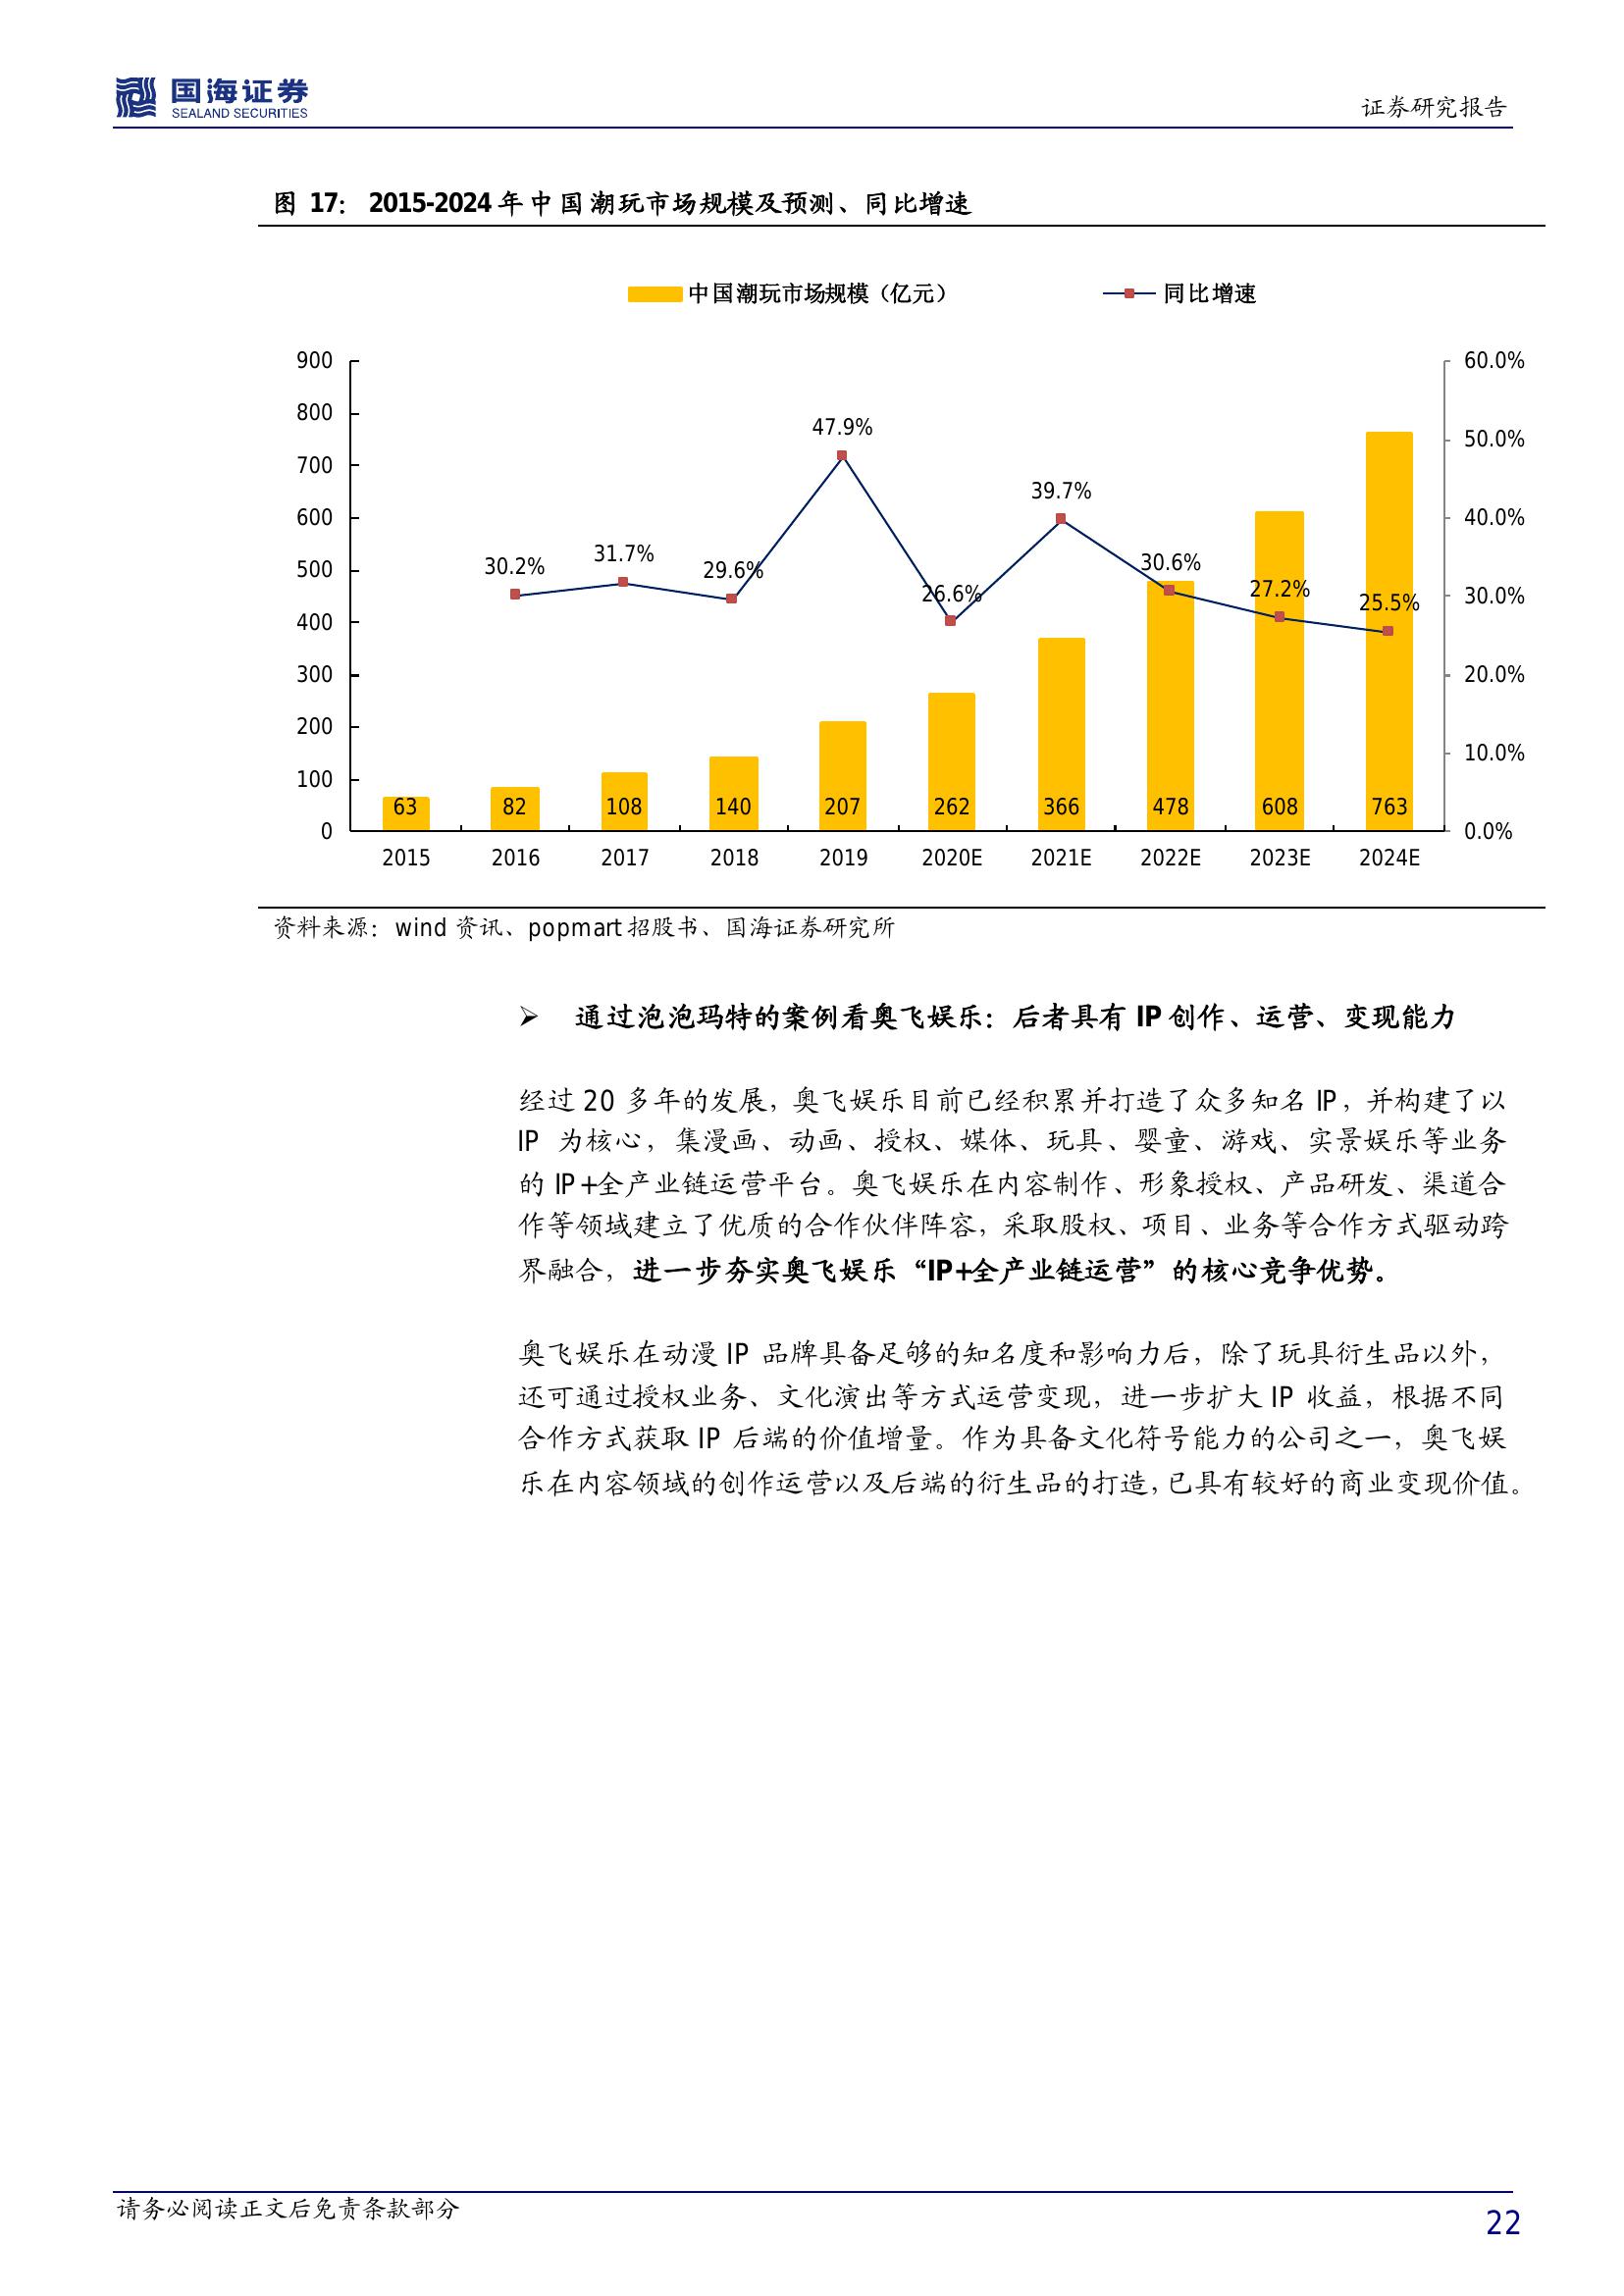 国海证券
SEALAND SECURITIES
证券研究报告
图 17： 2015-2024 年中国潮玩市场规模及预测、同比增速
中国潮玩市场规模（亿元） 同比增速
900 60.0%
800 50.0%
700 40.0%
600 30.0%
500 20.0%
400 10.0%
300 0.0%
200
100
0
30.2% 31.7% 29.6% 47.9% 26.6% 39.7% 30.6% 27.2% 25.5%
63 82 108 140 207 262 366 478 608 763
2015 2016 2017 2018 2019 2020E 2021E 2022E 2023E 2024E
资料来源：wind 资讯、popmart 招股书、国海证券研究所
➢ 通过泡泡玛特的案例看奥飞娱乐：后者具有 IP 创作、运营、变现能力
经过 20 多年的发展，奥飞娱乐目前已经积累并打造了众多知名 IP，并构建了以
IP 为核心，集漫画、动画、授权、媒体、玩具、婴童、游戏、实景娱乐等业务
的 IP+全产业链运营平台。奥飞娱乐在内容制作、形象授权、产品研发、渠道合
作等领域建立了优质的合作伙伴阵容，采取股权、项目、业务等合作方式驱动跨
界融合，进一步夯实奥飞娱乐“IP+全产业链运营”的核心竞争优势。
奥飞娱乐在动漫 IP 品牌具备足够的知名度和影响力后，除了玩具衍生品以外，
还可通过授权业务、文化演出等方式运营变现，进一步扩大 IP 收益，根据不同
合作方式获取 IP 后端的价值增量。作为具备文化符号能力的公司之一，奥飞娱
乐在内容领域的创作运营以及后端的衍生品的打造，已具有较好的商业变现价值。
请务必阅读正文后免责条款部分
22